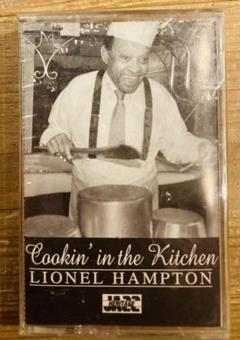 Cookin' in the Kitchen
LIONEL HAMPTON
JAZZ